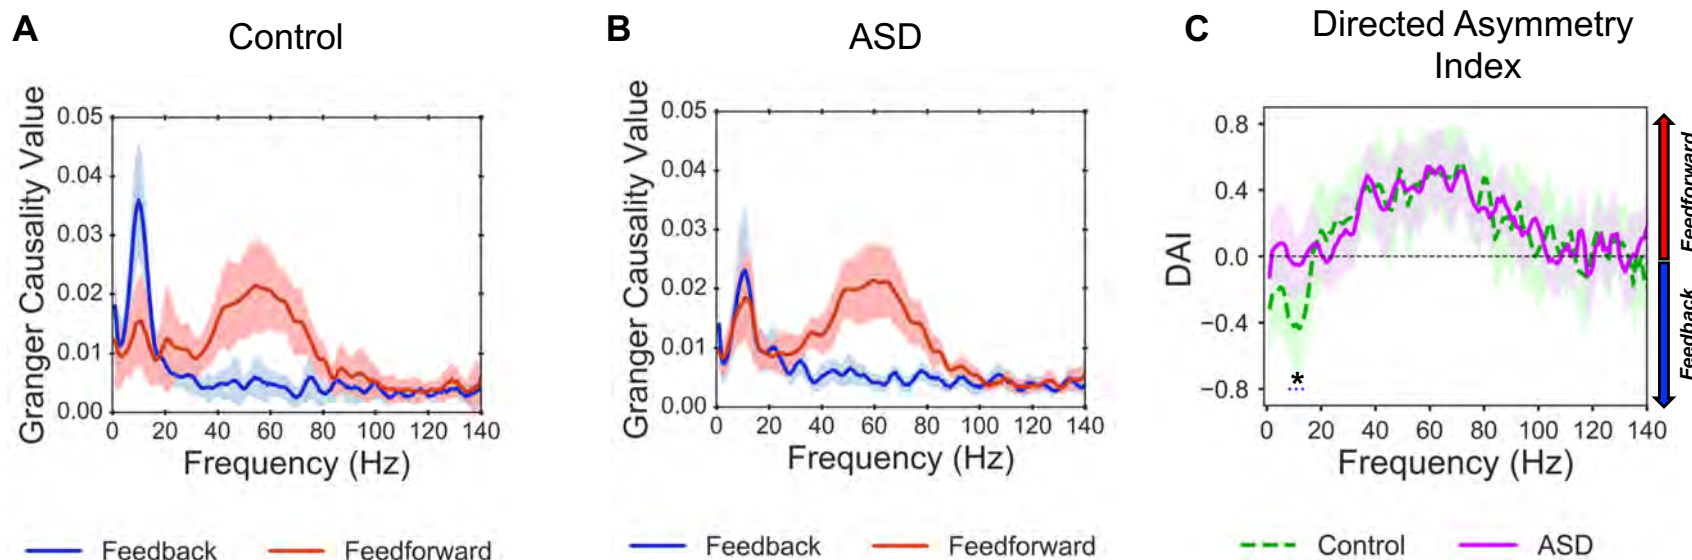 A
Control
Granger Causality Value
0.05
0.04
0.03
0.02
0.01
0.00
0
20
40
60
80
100
120
140
Frequency (Hz)
Feedback
Feedforward
B
ASD
Granger Causality Value
0.05
0.04
0.03
0.02
0.01
0.00
0
20
40
60
80
100
120
140
Frequency (Hz)
Feedback
Feedforward
C
Directed Asymmetry
Index
DAI
0.8
0.4
0.0
−0.4
−0.8
*
0
20
40
60
80
100
120
140
Frequency (Hz)
Feedforward
Feedback
Control
ASD